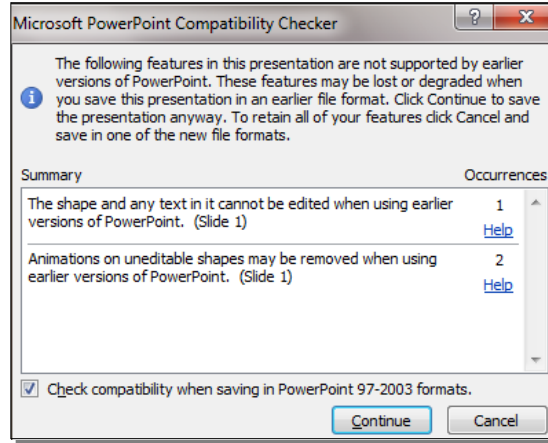 Microsoft PowerPoint Compatibility Checker
The following features in this presentation are not supported by earlier
versions of PowerPoint. These features may be lost or degraded when
you save this presentation in an earlier file format. Click Continue to save
the presentation anyway. To retain all of your features click Cancel and
save in one of the new file formats.
Summary Occurrences
The shape and any text in it cannot be edited when using earlier 1
versions of PowerPoint. (Slide 1) Help
Animations on uneditable shapes may be removed when using 2
earlier versions of PowerPoint. (Slide 1) Help
Check compatibility when saving in PowerPoint 97-2003 formats.
Continue Cancel